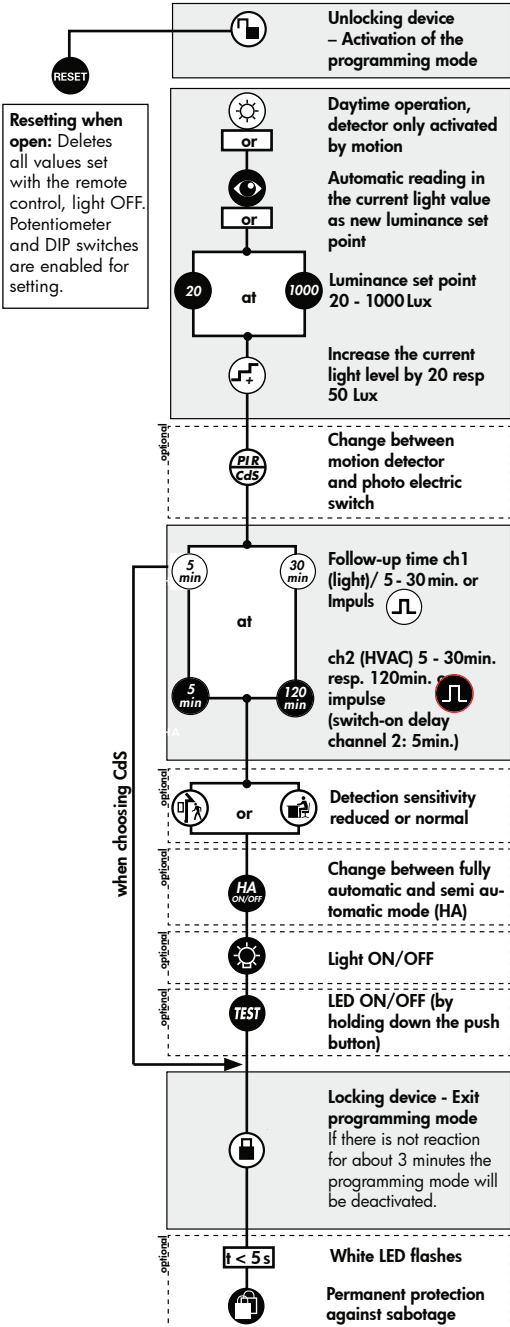 Unlocking device
– Activation of the
programming mode
RESET
Resetting when
open: Deletes
all values set
with the remote
control, light OFF.
Potentiometer
and DIP switches
are enabled for
setting.
Daytime operation,
detector only activated
by motion
or
Automatic reading in
the current light value
as new luminance set
point
or
20
at
1000
Luminance set point
20 - 1000 Lux
Increase the current
light level by 20 resp
50 Lux
optional
PIR
CdS
Change between
motion detector
and photo electric
switch
5
min
30
min
at
5
min
120
min
HA
Follow-up time ch1
(light)/ 5 - 30 min. or
Impuls
ch2 (HVAC) 5 - 30min.
resp. 120min.
impulse
(switch-on delay
channel 2: 5min.)
when choosing CdS
optional
or
Detection sensitivity
reduced or normal
optional
HA
ON/OFF
Change between fully
automatic and semi au-
tomatic mode (HA)
optional
Light ON/OFF
optional
TEST
LED ON/OFF (by
holding down the push
button)
Locking device - Exit
programming mode
If there is not reaction
for about 3 minutes the
programming mode will
be deactivated.
optional
t < 5 s
White LED flashes
Permanent protection
against sabotage